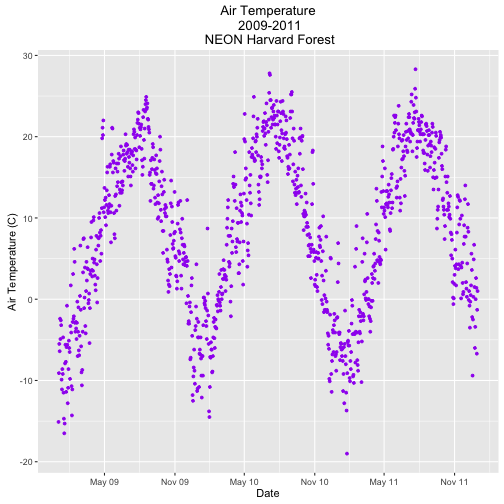 Air Temperature
2009-2011
NEON Harvard Forest
30
20
10
0
-10
-20
Air Temperature (C)
May 09
Nov 09
May 10
Nov 10
May 11
Nov 11
Date